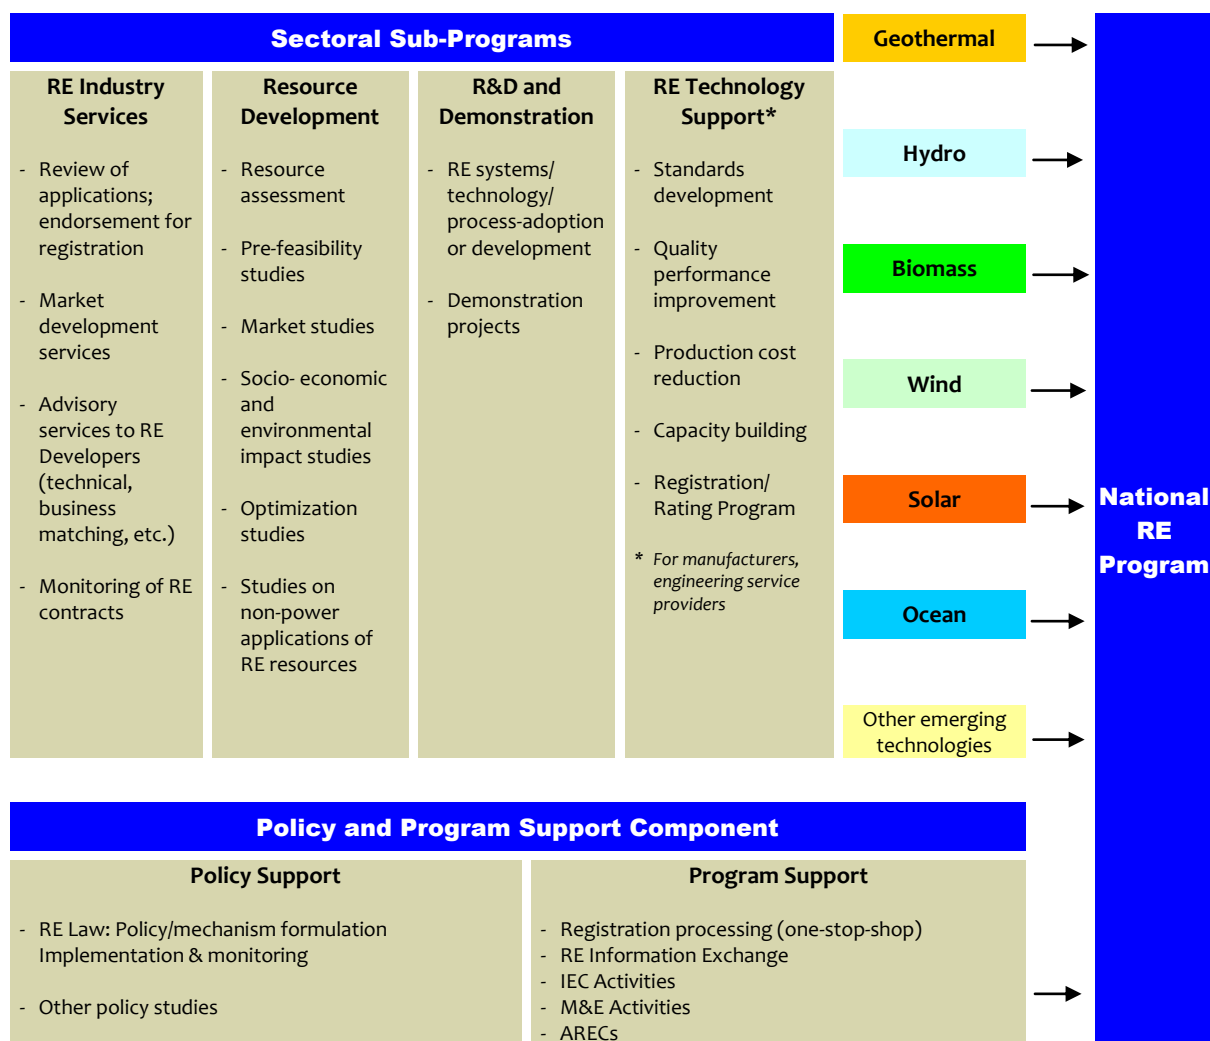 Sectoral Sub-Programs
RE Industry
Services
- Review of
applications;
endorsement for
registration
- Market
development
services
- Advisory
services to RE
Developers
(technical,
business
matching, etc.)
- Monitoring of RE
contracts
Resource
Development
- Resource
assessment
- Pre-feasibility
studies
- Market studies
- Socio- economic
and
environmental
impact studies
- Optimization
studies
- Studies on
non-power
applications of
RE resources
R&D and
Demonstration
- RE systems/
technology/
process-adoption
or development
- Demonstration
projects
RE Technology
Support*
- Standards
development
- Quality
performance
improvement
- Production cost
reduction
- Capacity building
- Registration/
Rating Program
* For manufacturers,
engineering service
providers
Geothermal
Hydro
Biomass
Wind
Solar
Ocean
Other emerging
technologies
National
RE
Program
Policy and Program Support Component
Policy Support
- RE Law: Policy/mechanism formulation
Implementation & monitoring
- Other policy studies
Program Support
- Registration processing (one-stop-shop)
- RE Information Exchange
- IEC Activities
- M&E Activities
- ARECs